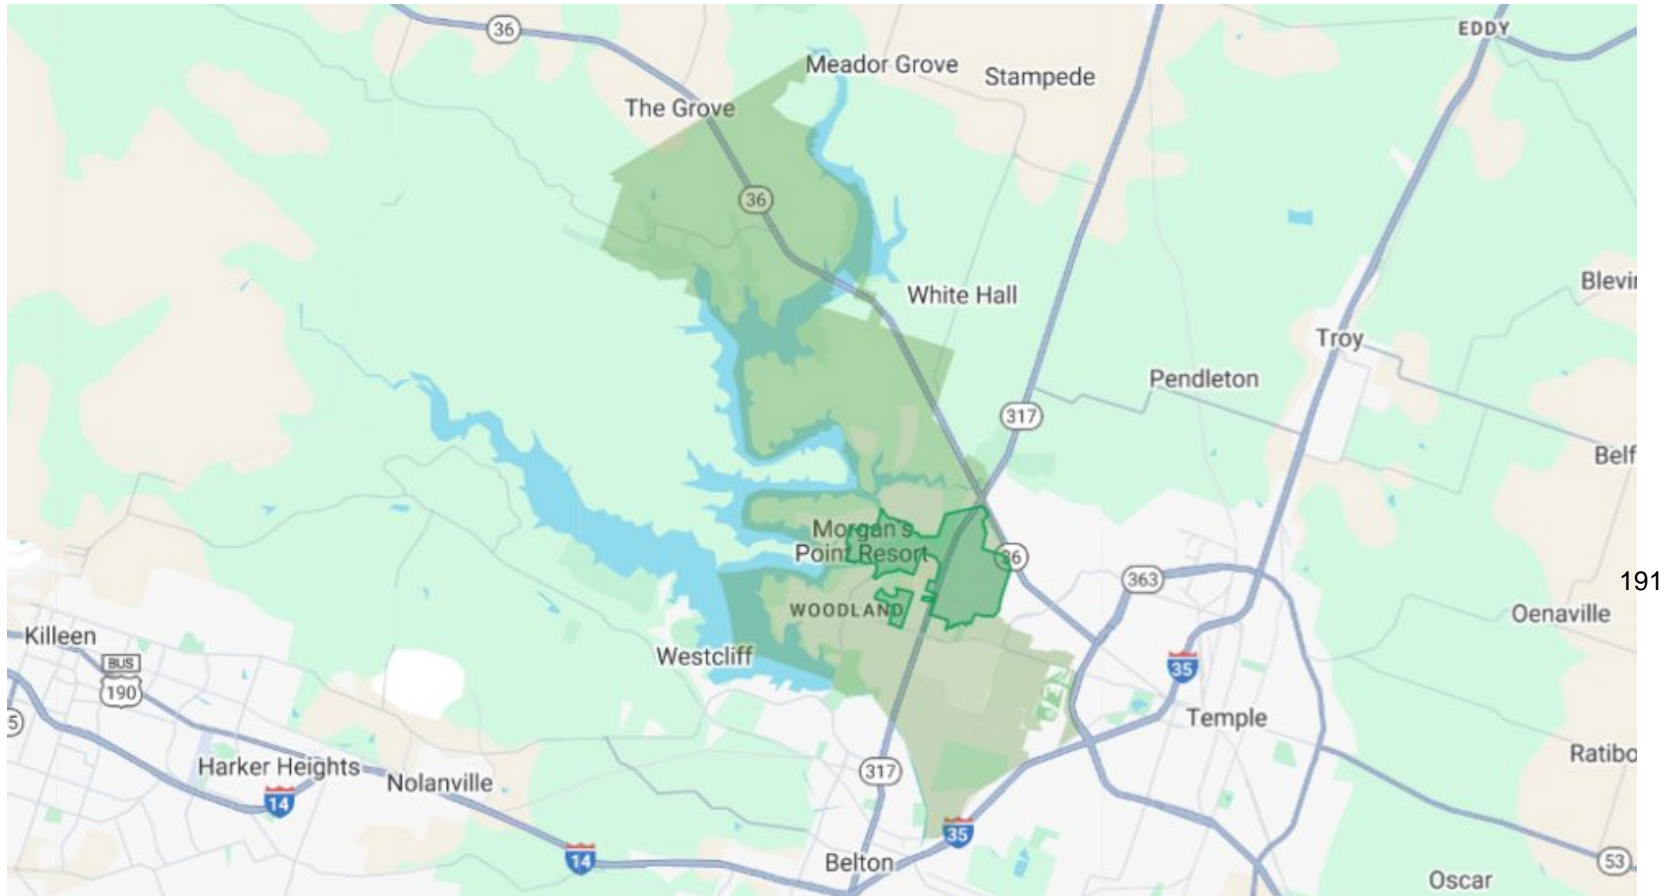 36
EDDY
Meador Grove
Stampede
The Grove
36
Blevi
White Hall
Troy
Pendleton
317
Belf
Morgan's
Point Resort
36
363
191
WOODLAND
Oenaville
Killeen
BUS
190
Westcliff
35
5
Temple
317
Ratibo
Harker Heights
Nolanville
14
35
14
Belton
53
Oscar